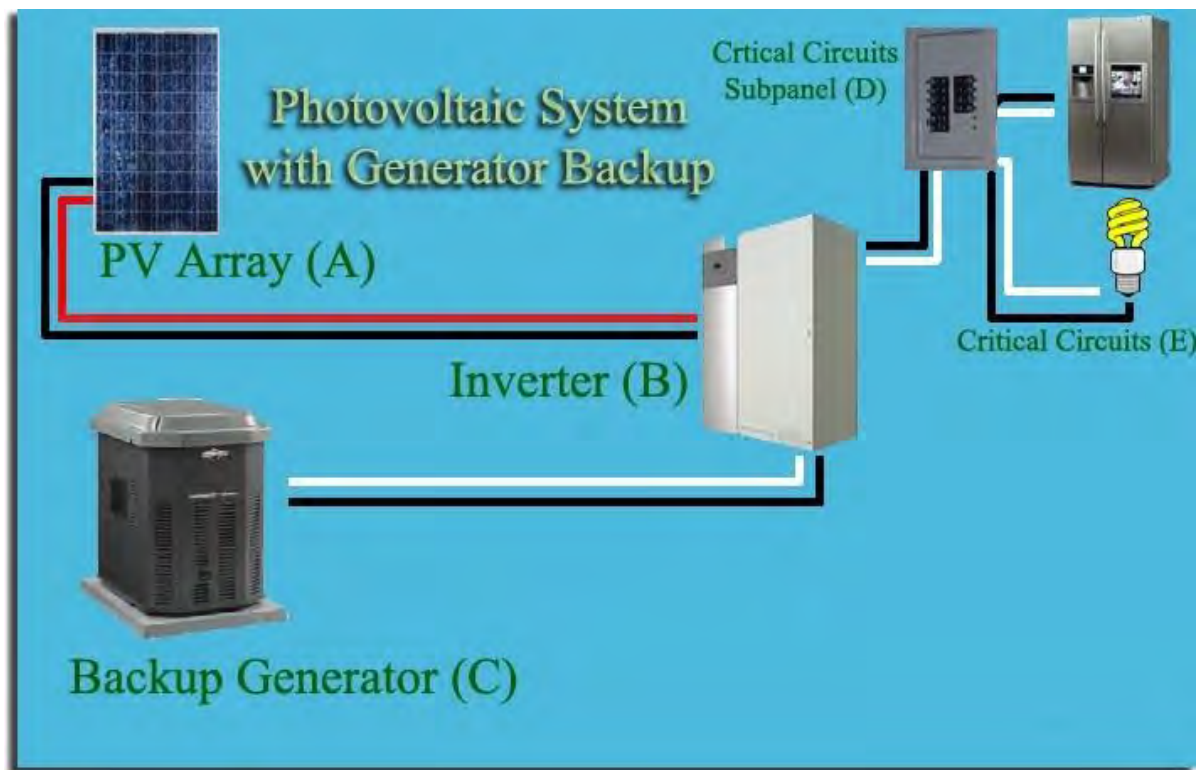 Photovoltaic System
with Generator Backup
Crtical Circuits
Subpanel (D)
PV Array (A)
Inverter (B)
Critical Circuits (E)
Backup Generator (C)